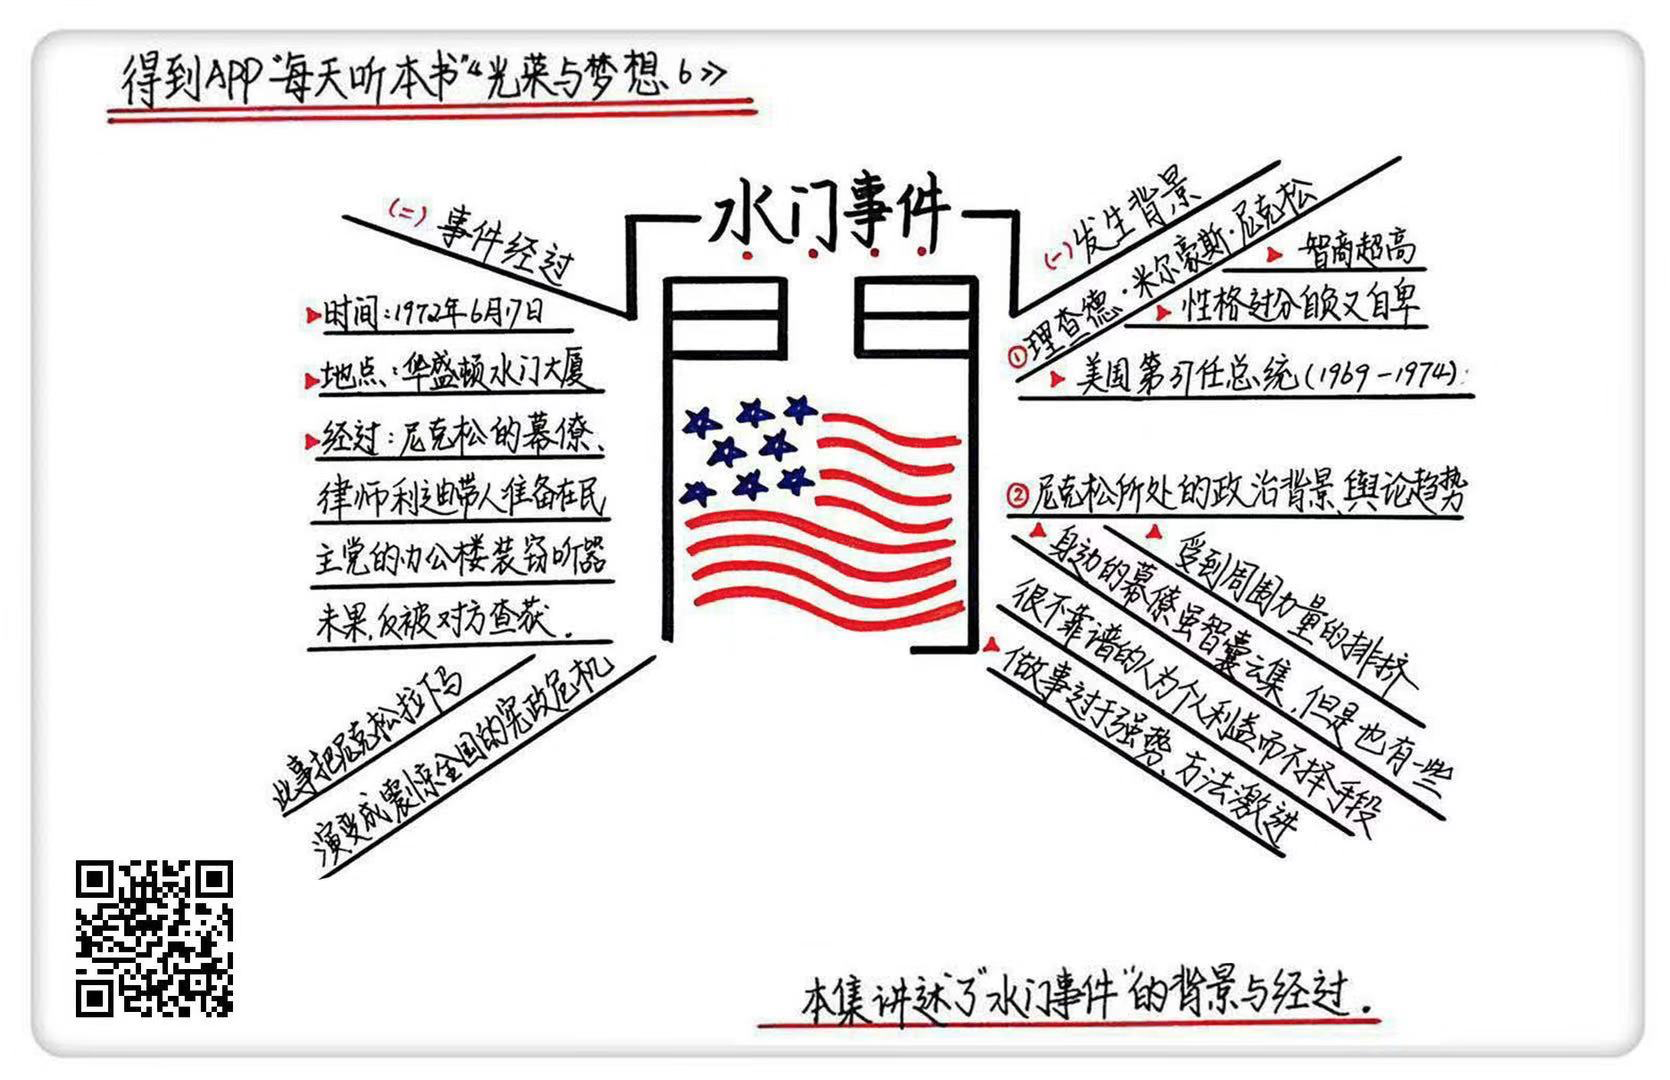 得到APP“每天听本书”《光荣与梦想6》
水门事件
(一)发生背景
①理查德·米尔豪斯·尼克松
智商超高
性格过分自负又自卑
美国第37任总统(1969-1974)
②尼克松所处的政治背景、舆论趋势
受到周围力量的排挤
身边的幕僚虽智囊云集,但是也有一些
很不靠谱的人为个人利益而不择手段
做事过于强势、方法激进
(二)事件经过
时间:1972年6月17日
地点:华盛顿水门大厦
经过:尼克松的幕僚、
律师利迪带人准备在民
主党的办公楼装窃听器
未果,反被对方查获.
此事把尼克松拉下马
演变成震惊全国的宪政危机
本集讲述了“水门事件”的背景与经过.